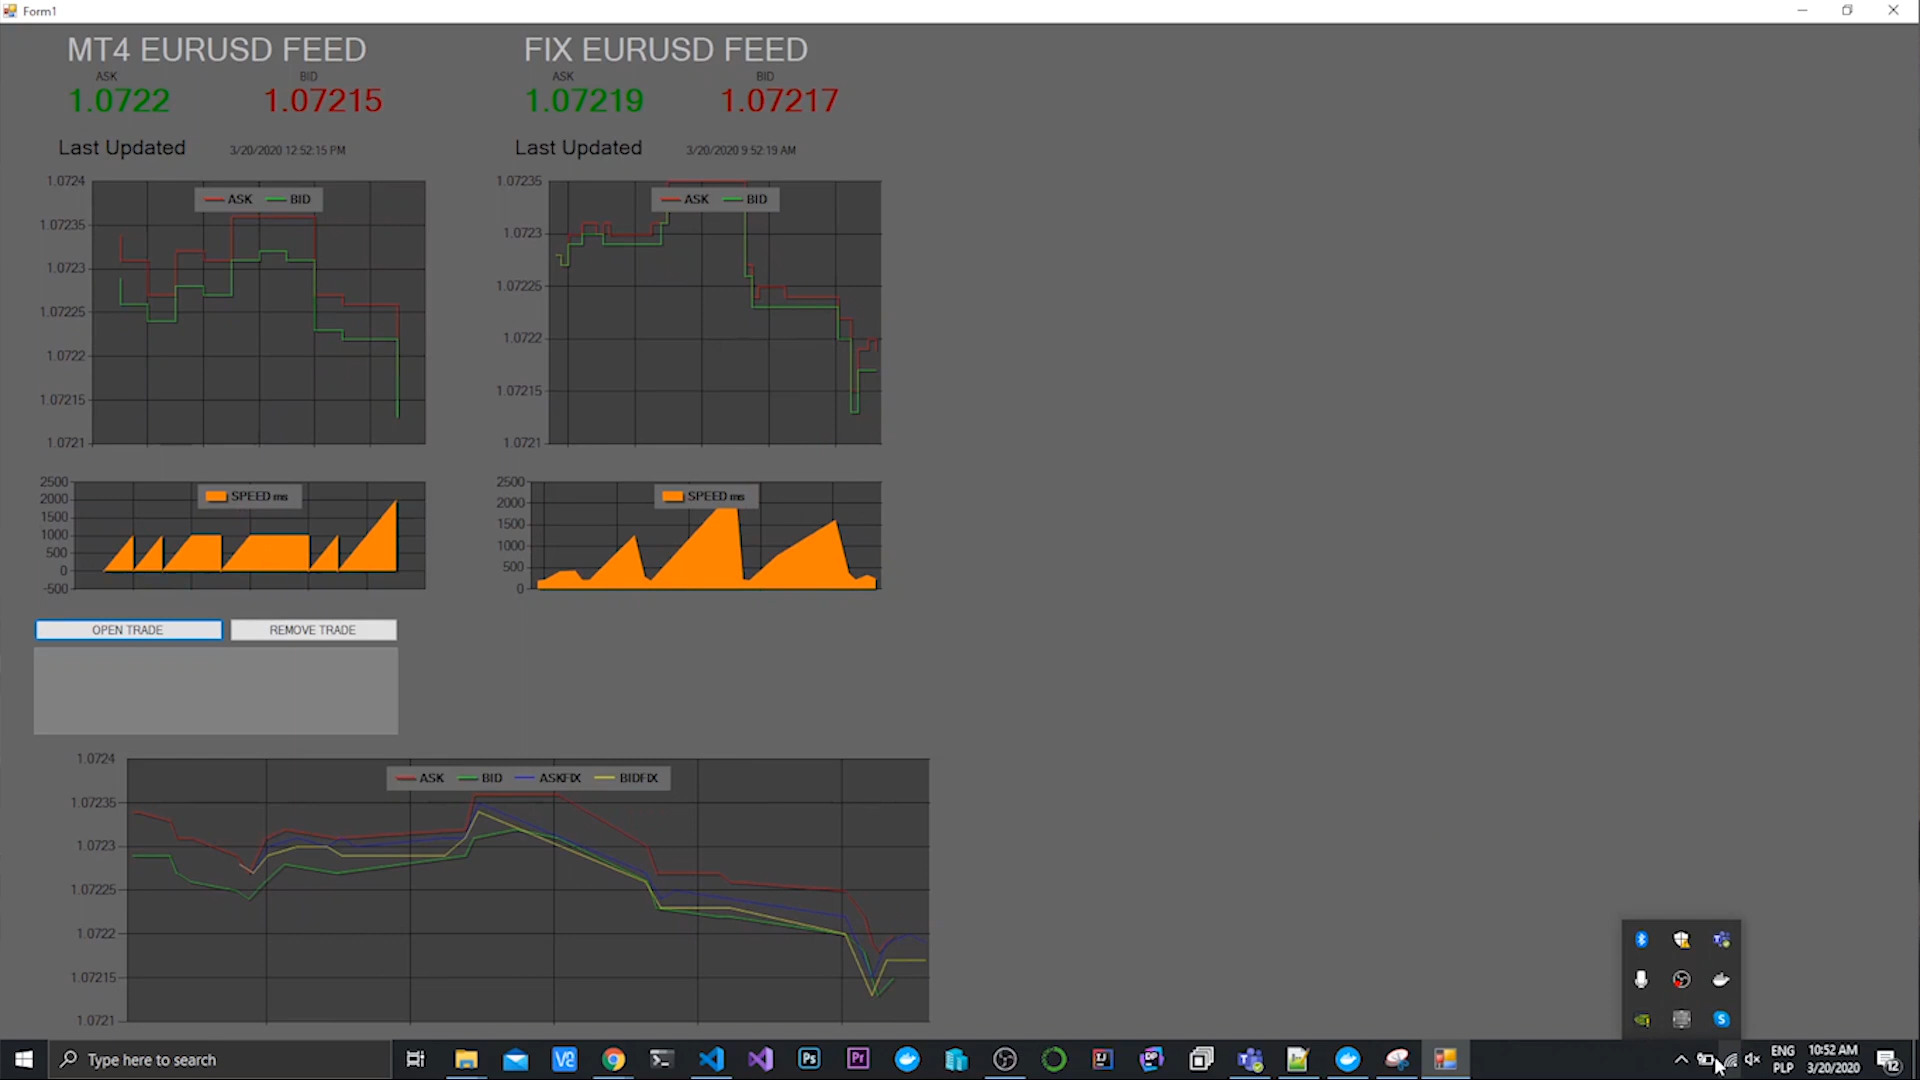 Form1
MT4 EURUSD FEED
ASK BID
1.0722 1.07215
Last Updated 3/20/2020 12:52:15 PM
FIX EURUSD FEED
ASK BID
1.07219 1.07217
Last Updated 3/20/2020 9:52:19 AM
ASK BID
1.0724
1.07235
1.0723
1.07225
1.0722
1.07215
1.0721
ASK BID
1.07235
1.0723
1.07225
1.0722
1.07215
1.0721
SPEED ms
2500
2000
1500
1000
500
0
-500
SPEED ms
2500
2000
1500
1000
500
0
OPEN TRADE REMOVE TRADE
ASK BID ASKFIX BIDFIX
1.0724
1.07235
1.0723
1.07225
1.0722
1.07215
1.0721
Type here to search
Ps
Pr
DP
ENG
PLP
10:52 AM
3/20/2020
12